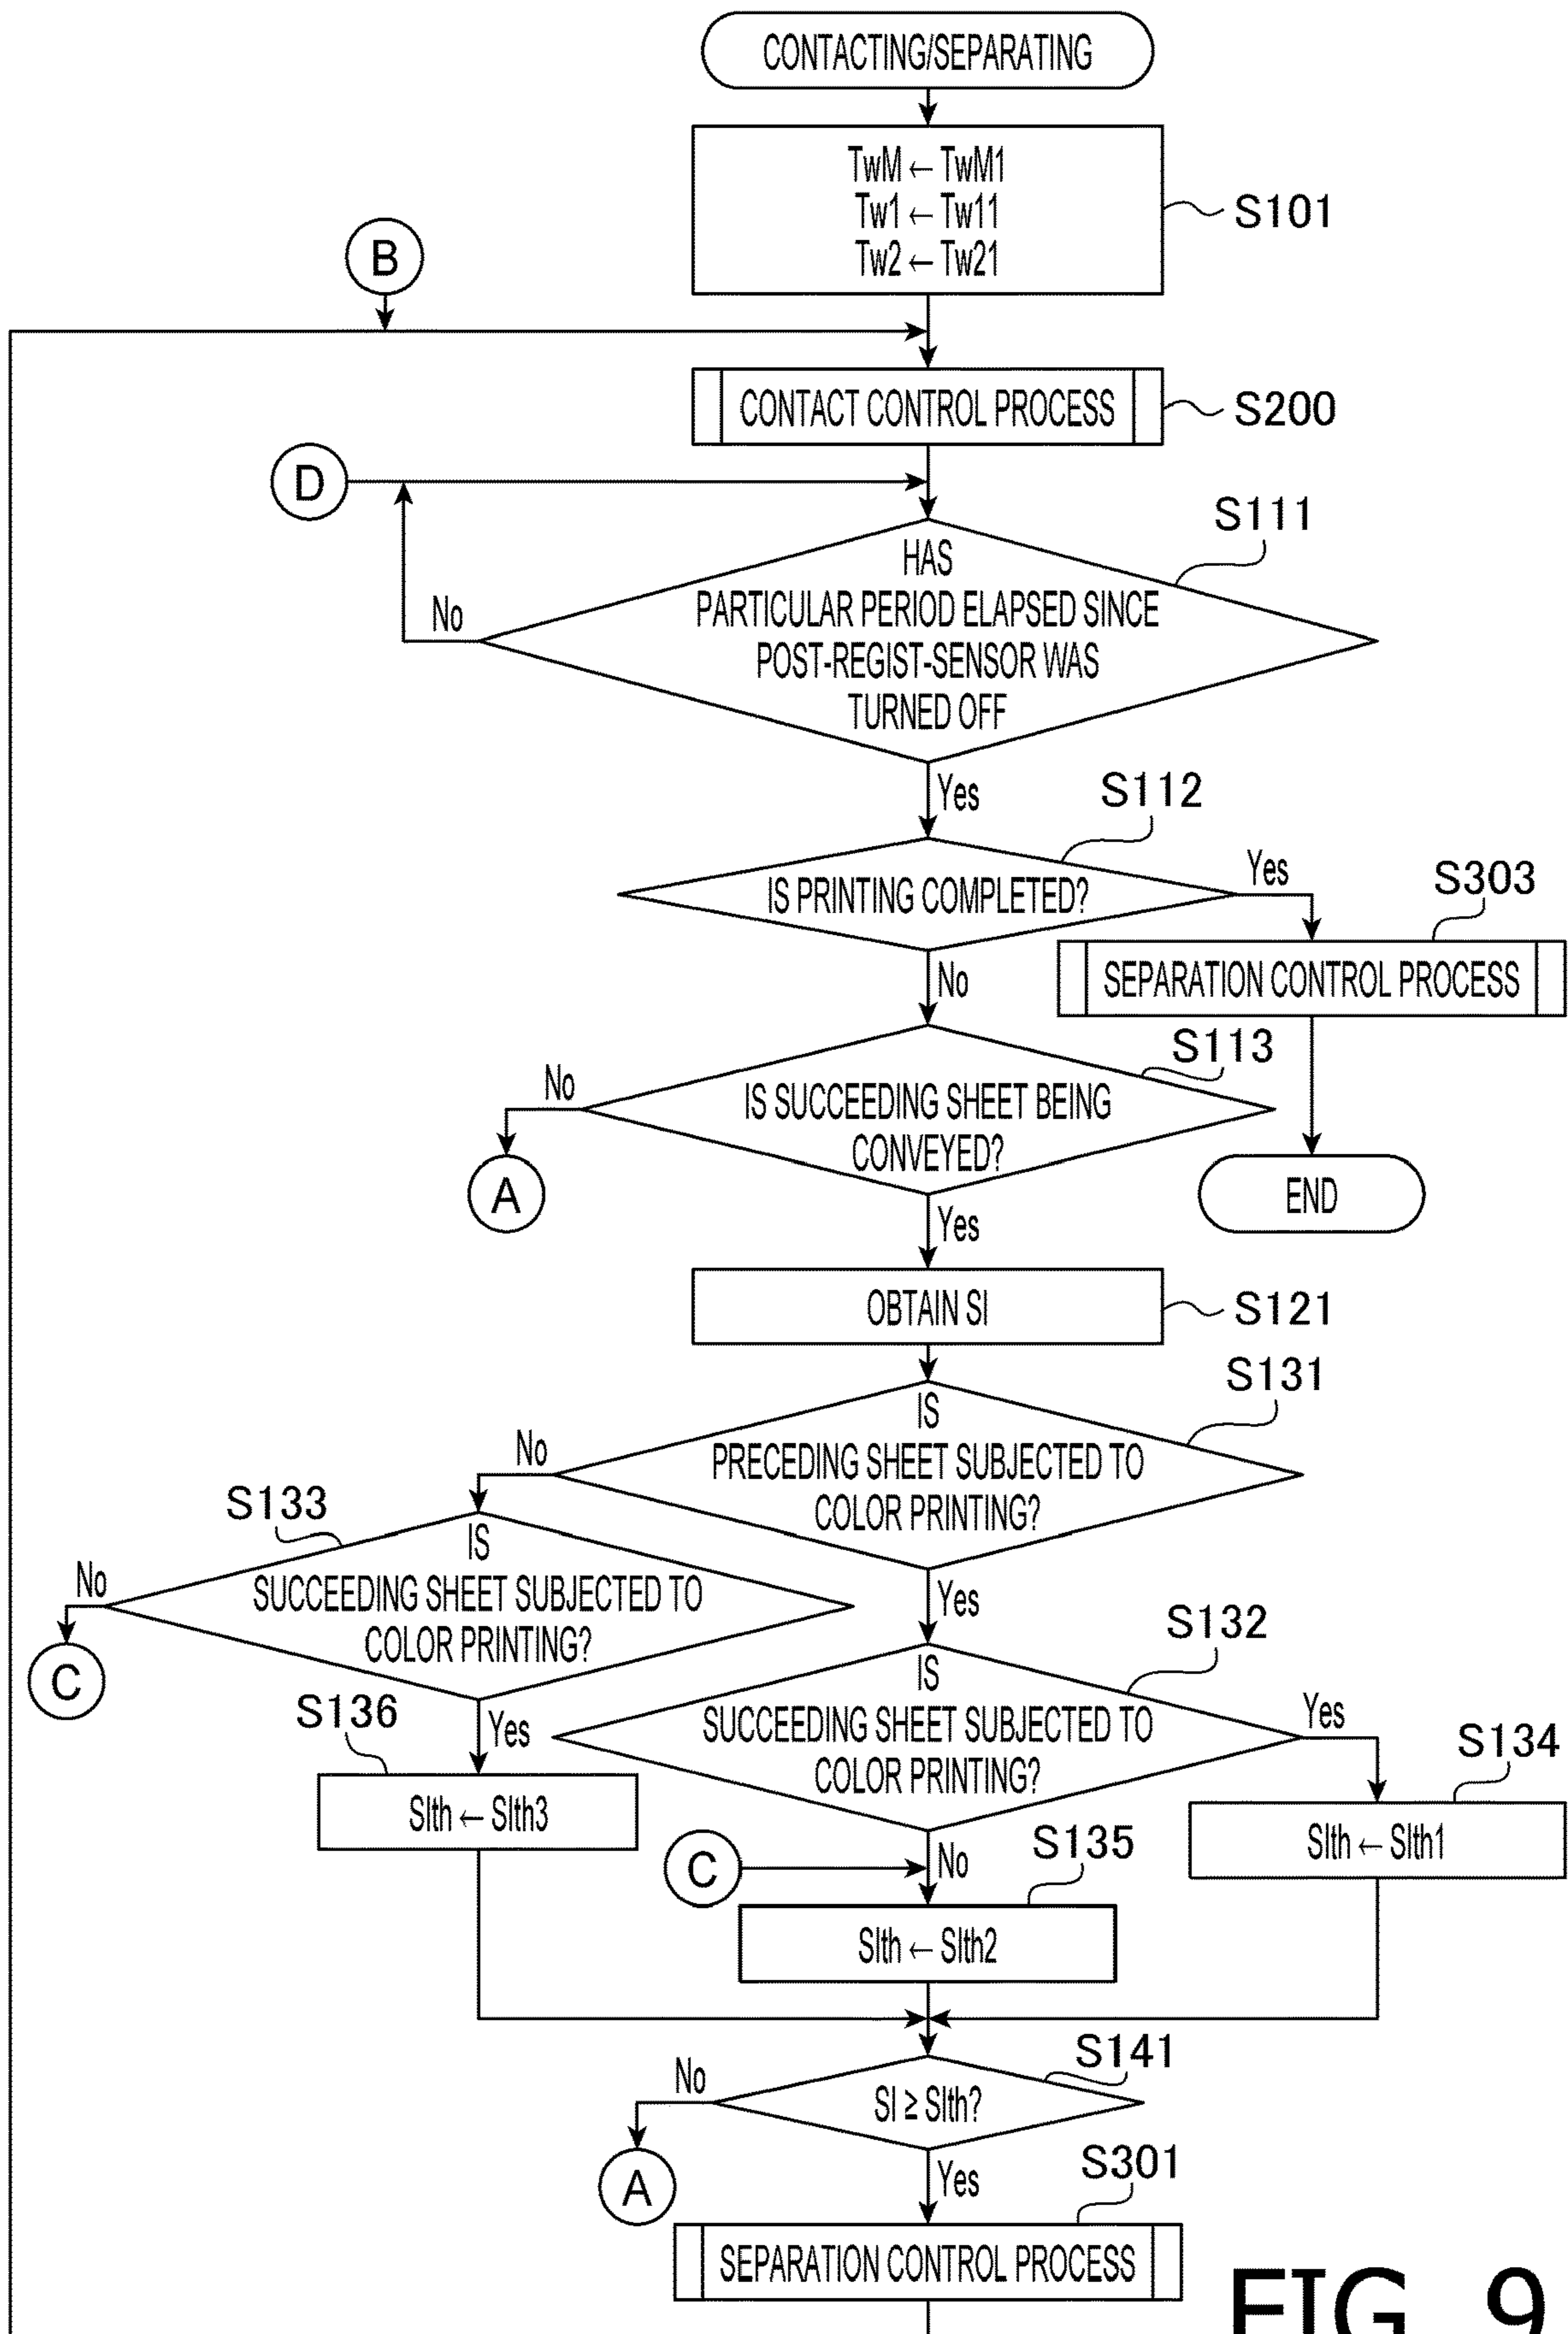 CONTACTING/SEPARATING
TwM ← TwM1
Tw1 ← Tw11
Tw2 ← Tw21
S101
B
CONTACT CONTROL PROCESS
S200
D
S111
HAS
PARTICULAR PERIOD ELAPSED SINCE
POST-REGIST-SENSOR WAS
TURNED OFF
No
Yes
S112
IS PRINTING COMPLETED?
Yes
S303
SEPARATION CONTROL PROCESS
No
S113
IS SUCCEEDING SHEET BEING
CONVEYED?
No
A
END
Yes
OBTAIN SI
S121
S131
IS
PRECEDING SHEET SUBJECTED TO
COLOR PRINTING?
No
S133
IS
SUCCEEDING SHEET SUBJECTED TO
COLOR PRINTING?
No
C
Yes
S132
IS
SUCCEEDING SHEET SUBJECTED TO
COLOR PRINTING?
Yes
S134
SIth ← SIth1
S136
Yes
SIth ← SIth3
C
No
S135
SIth ← SIth2
S141
SI ≥ SIth?
No
A
Yes
S301
SEPARATION CONTROL PROCESS
FIG. 9